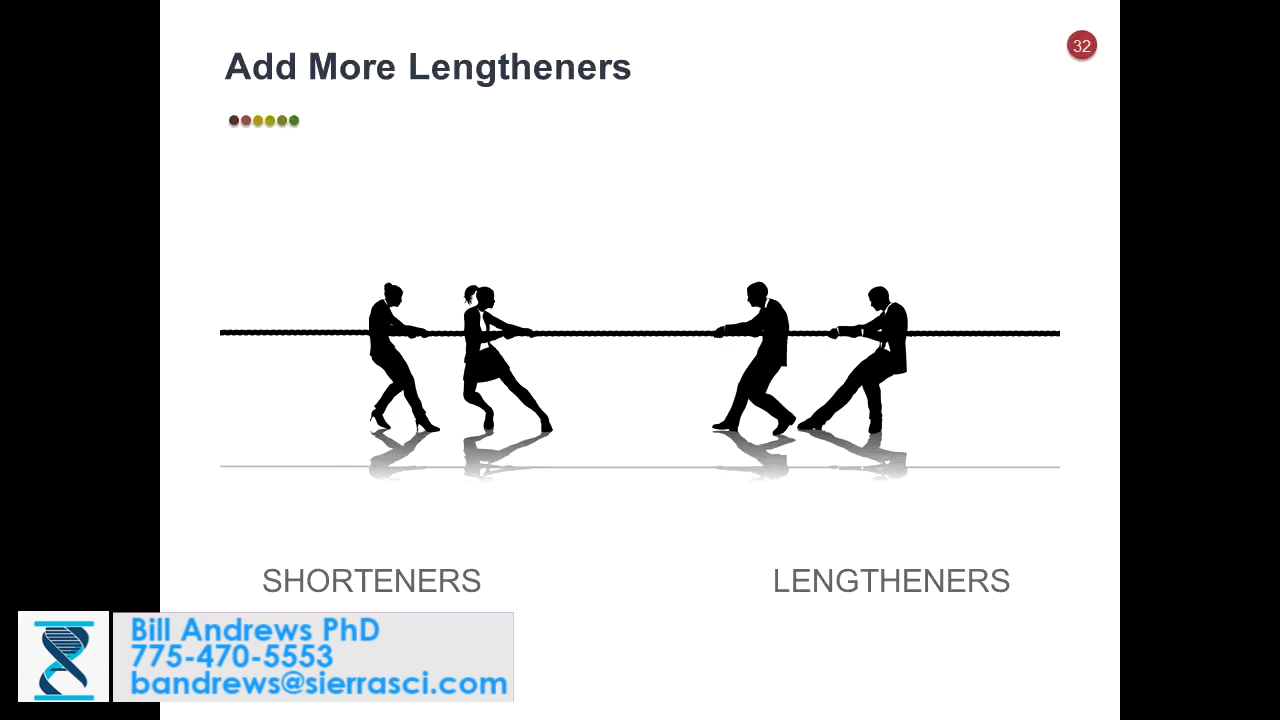 Add More Lengtheners
32
SHORTENERS
LENGTHENERS
Bill Andrews PhD
775-470-5553
bandrews@sierrasci.com